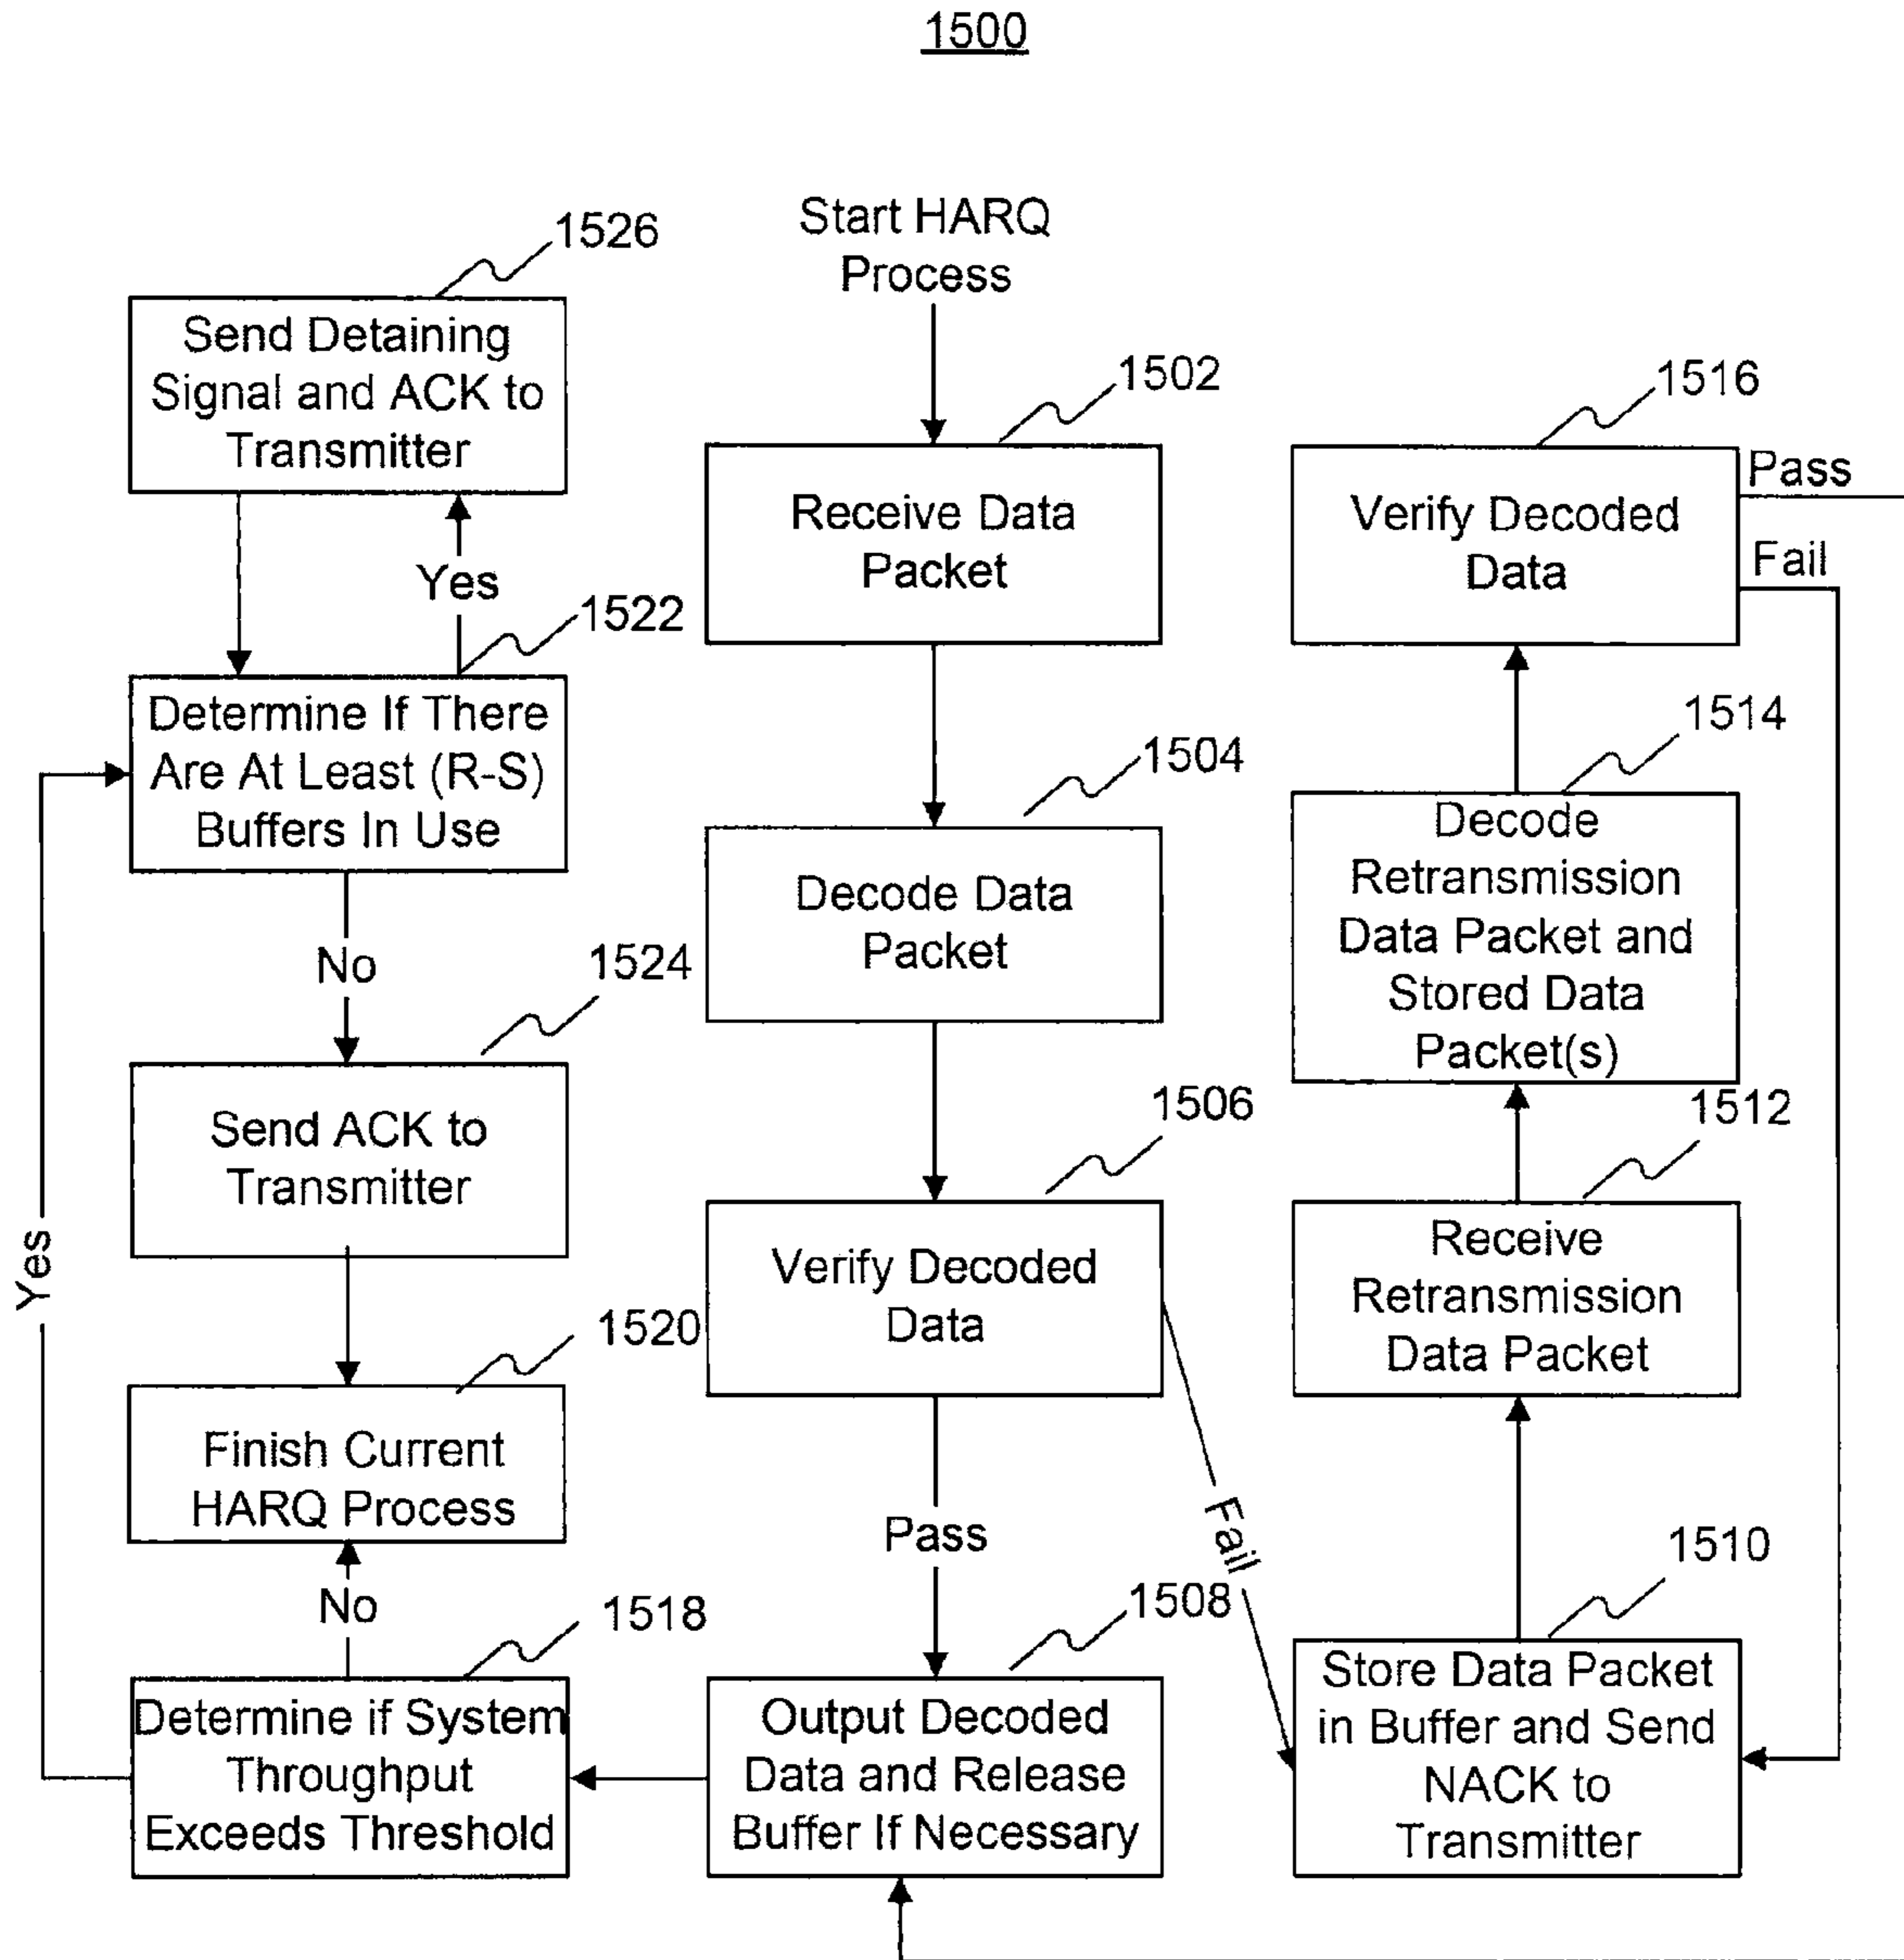 1500
Start HARQ
Process
1502
Receive Data
Packet
1504
Decode Data
Packet
1506
Verify Decoded
Data
Pass
Fail
1508
Output Decoded
Data and Release
Buffer If Necessary
1510
Store Data Packet
in Buffer and Send
NACK to
Transmitter
1512
Receive
Retransmission
Data Packet
1514
Decode
Retransmission
Data Packet and
Stored Data
Packet(s)
1516
Verify Decoded
Data
Pass
Fail
1518
Determine if System
Throughput
Exceeds Threshold
No
Yes
1520
Finish Current
HARQ Process
1522
Determine If There
Are At Least (R-S)
Buffers In Use
No
Yes
1524
Send ACK to
Transmitter
1526
Send Detaining
Signal and ACK to
Transmitter